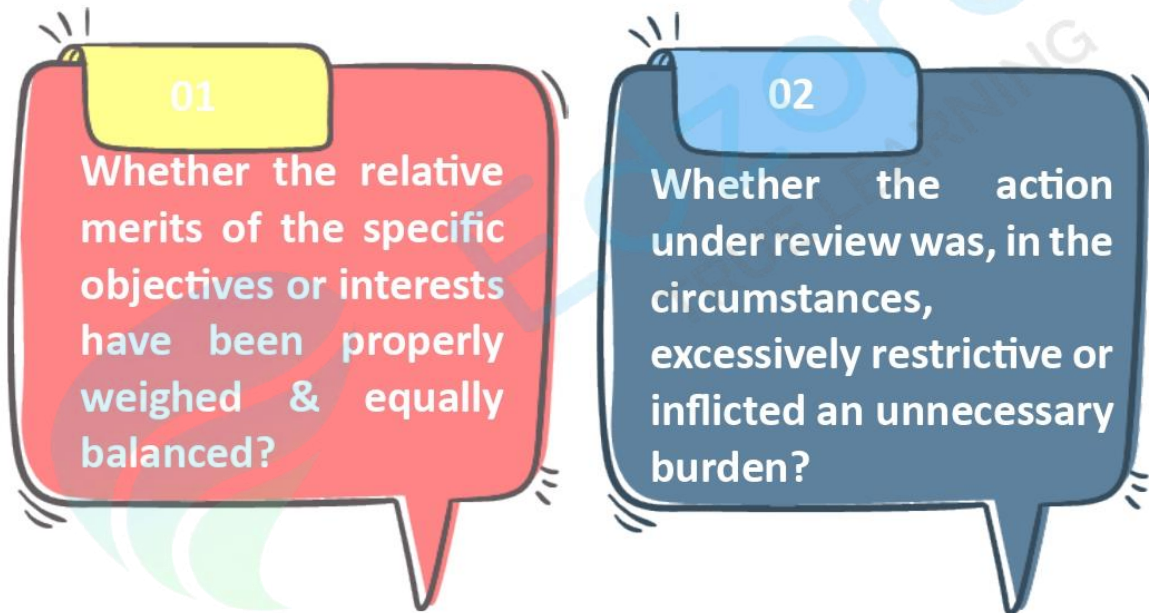 01
Whether the relative
merits of the specific
objectives or interests
have been properly
weighed & equally
balanced?
02
Whether the action
under review was, in the
circumstances,
excessively restrictive or
inflicted an unnecessary
burden?